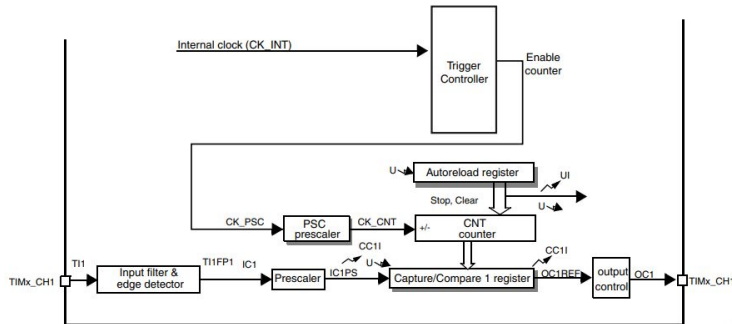 Internal clock (CK_INT)
Trigger
Controller
Enable
counter
U
Autoreload register
UI
Stop, Clear
U
CK_PSC
PSC
prescaler
CK_CNT
+/-
CNT
counter
CC1I
CC1I
TI1
TI1FP1
IC1
U
TIMx_CH1
Input filter &
edge detector
Prescaler
IC1PS
Capture/Compare 1 register
OC1REF
output
control
OC1
TIMx_CH1